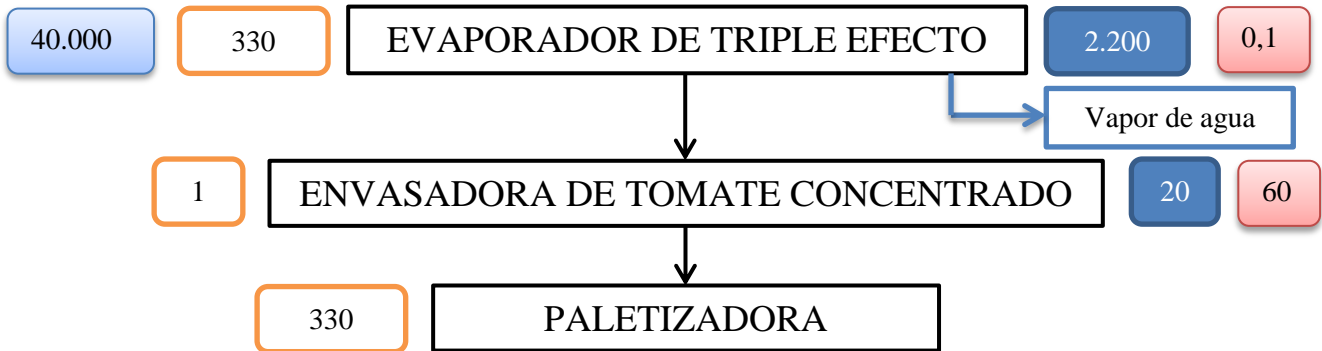 40.000 330 EVAPORADOR DE TRIPLE EFECTO 2.200 0,1
Vapor de agua
1 ENVASADORA DE TOMATE CONCENTRADO 20 60
330 PALETIZADORA